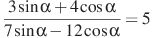 (3sinα + 4cosα)/(7sinα − 12cosα) = 5